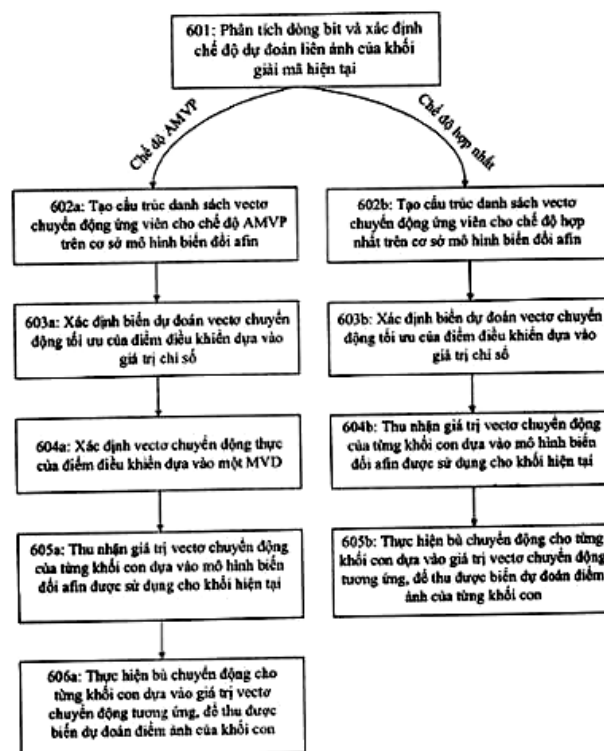 601: Phân tích dòng bit và xác định
chế độ dự đoán liên ảnh của khối
giải mã hiện tại
Chế độ AMVP
Chế độ hợp nhất
602a: Tạo cấu trúc danh sách vectơ
chuyển động ứng viên cho chế độ AMVP
trên cơ sở mô hình biến đổi afin
603a: Xác định biến dự đoán vectơ chuyển
động tối ưu của điểm điều khiển dựa vào
giá trị chỉ số
604a: Xác định vectơ chuyển động thực
của điểm điều khiển dựa vào một MVD
605a: Thu nhận giá trị vectơ chuyển động
của từng khối con dựa vào mô hình biến
đổi afin được sử dụng cho khối hiện tại
606a: Thực hiện bù chuyển động cho
từng khối con dựa vào giá trị vectơ
chuyển động tương ứng, để thu được
biến dự đoán điểm ảnh của khối con
602b: Tạo cấu trúc danh sách vectơ
chuyển động ứng viên cho chế độ hợp
nhất trên cơ sở mô hình biến đổi afin
603b: Xác định biến dự đoán vectơ chuyển
động tối ưu của điểm điều khiển dựa vào
giá trị chỉ số
604b: Thu nhận giá trị vectơ chuyển động
của từng khối con dựa vào mô hình biến
đổi afin được sử dụng cho khối hiện tại
605b: Thực hiện bù chuyển động cho từng
khối con dựa vào giá trị vectơ chuyển động
tương ứng, để thu được biến dự đoán điểm
ảnh của từng khối con